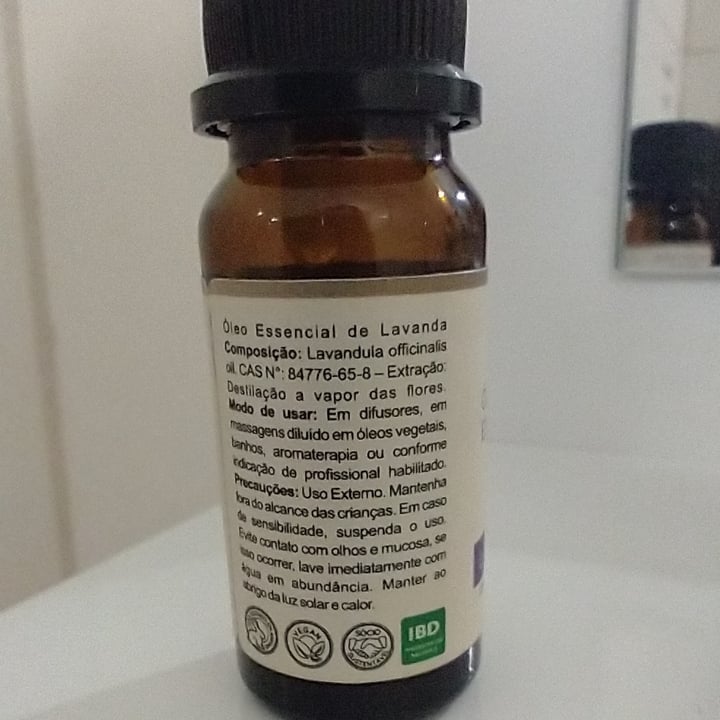 Óleo Essencial de Lavanda
Composição: Lavandula officinalis
oil. CAS Nº: 84776-65-8 – Extração:
Destilação a vapor das flores.
Modo de usar: Em difusores, em
massagens diluído em óleos vegetais,
banhos, aromaterapia ou conforme
indicação de profissional habilitado.
Precauções: Uso Externo. Mantenha
fora do alcance das crianças. Em caso
de sensibilidade, suspenda o uso.
Evite contato com olhos e mucosa, se
isso ocorrer, lave imediatamente com
água em abundância. Manter ao
abrigo da luz solar e calor.
VEGAN
SÓCIO
SUSTENTÁVEL
IBD